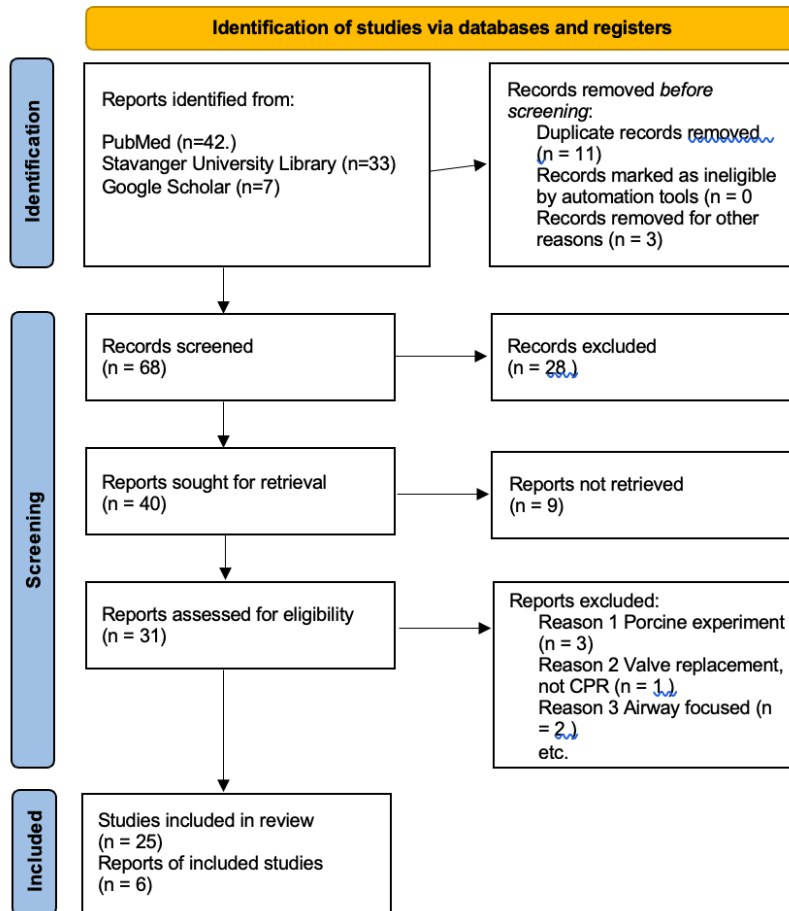 Identification of studies via databases and registers
Identification
Reports identified from:
PubMed (n=42.)
Stavanger University Library (n=33)
Google Scholar (n=7)
Records removed before
screening:
Duplicate records removed
(n = 11)
Records marked as ineligible
by automation tools (n = 0
Records removed for other
reasons (n = 3)
Screening
Records screened
(n = 68)
Records excluded
(n = 28 )
Reports sought for retrieval
(n = 40)
Reports not retrieved
(n = 9)
Reports assessed for eligibility
(n = 31)
Reports excluded:
Reason 1 Porcine experiment
(n = 3)
Reason 2 Valve replacement,
not CPR (n = 1 )
Reason 3 Airway focused (n
= 2 )
etc.
Included
Studies included in review
(n = 25)
Reports of included studies
(n = 6)